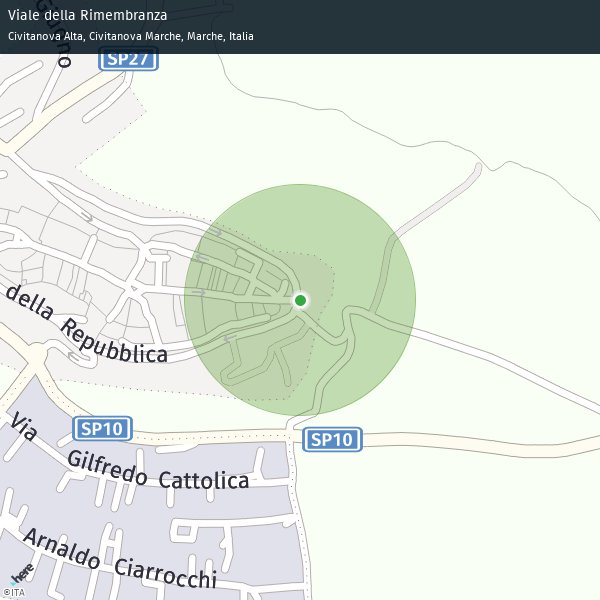 Viale della Rimembranza
Civitanova Alta, Civitanova Marche, Marche, Italia
SP27
della Repubblica
SP10
SP10
Via
Gilfredo Cattolica
Arnaldo Ciarrocchi
here
©ITA